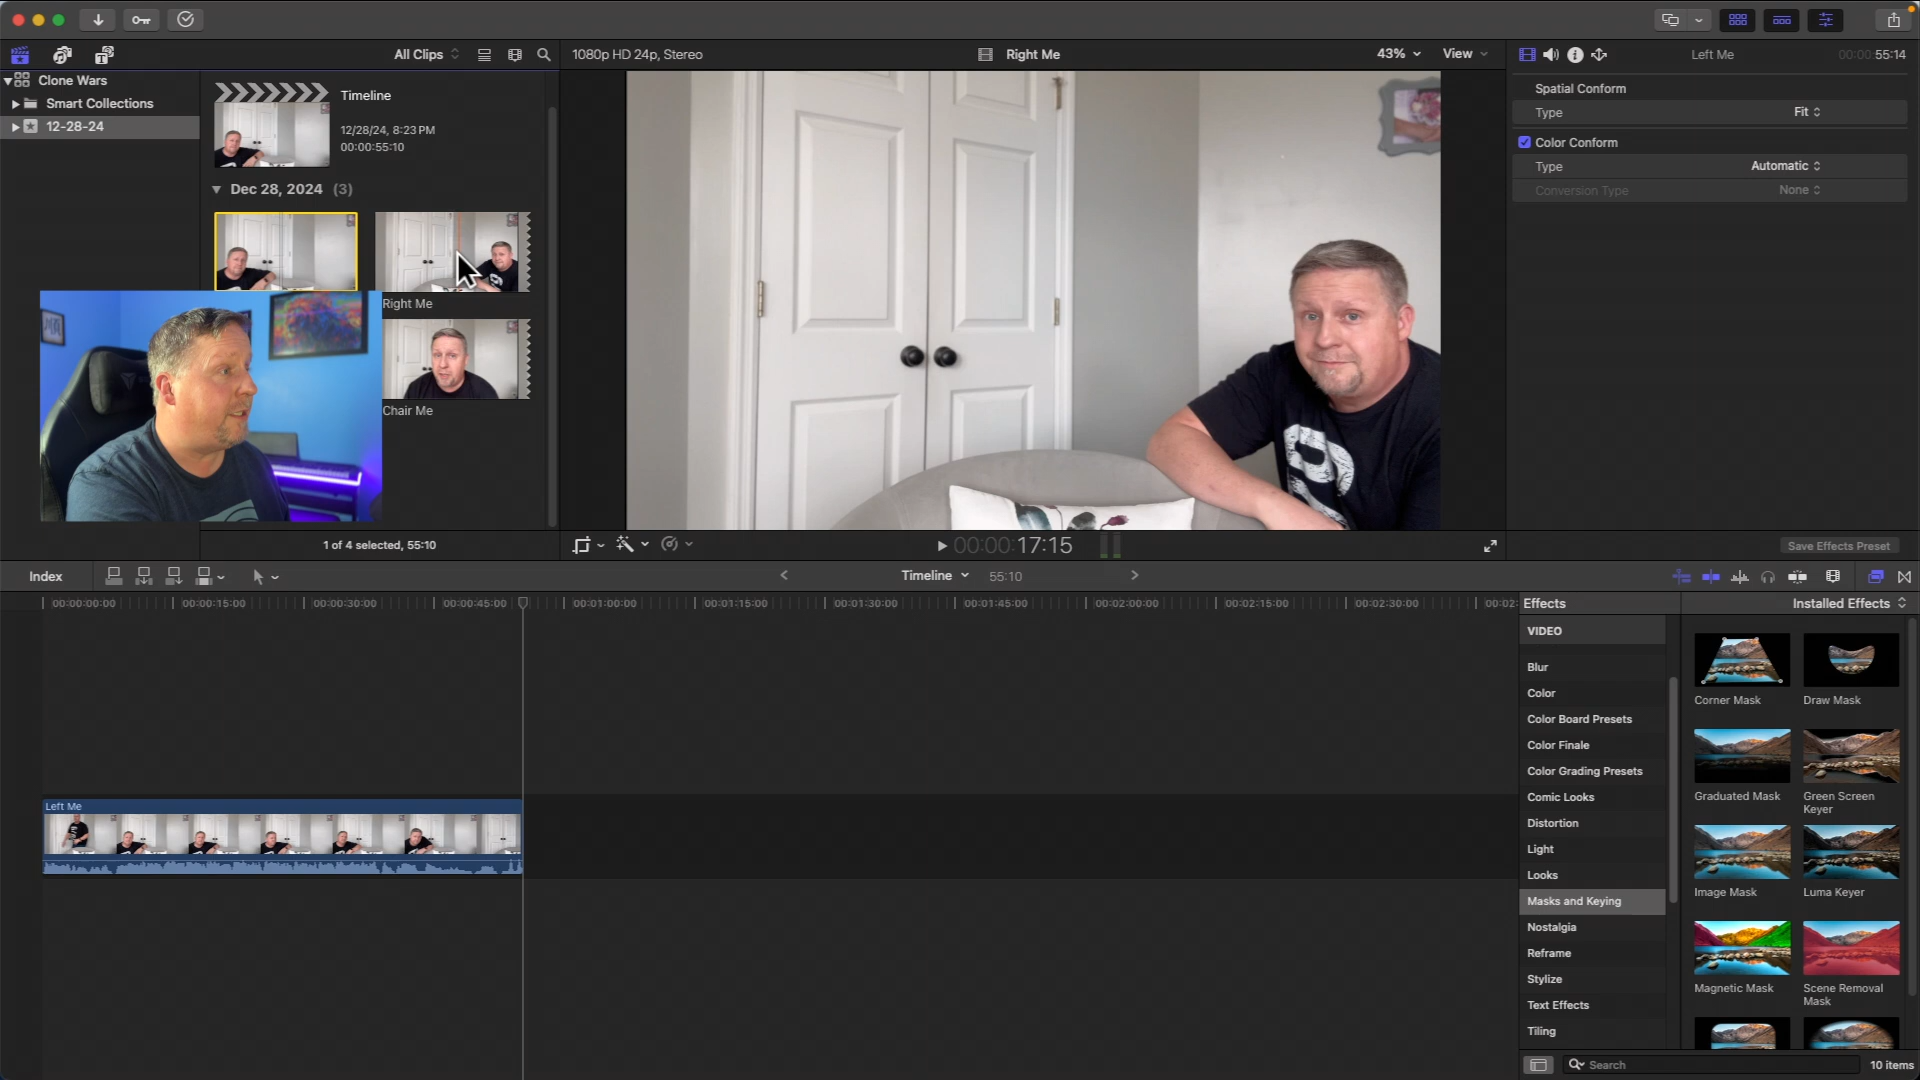 All Clips
1080p HD 24p, Stereo
Right Me
43%
View
Left Me
00:00:55:14
Clone Wars
Smart Collections
12-28-24
Timeline
12/28/24, 8:23 PM
00:00:55:10
Dec 28, 2024 (3)
Right Me
Chair Me
1 of 4 selected, 55:10
Spatial Conform
Type
Fit
Color Conform
Type
Automatic
Conversion Type
None
00:00:17:15
Save Effects Preset
Index
Timeline
55:10
00:00:00:00
00:00:15:00
00:00:30:00
00:00:45:00
00:01:00:00
00:01:15:00
00:01:30:00
00:01:45:00
00:02:00:00
00:02:15:00
00:02:30:00
00:02:
Left Me
Effects
Installed Effects
VIDEO
Blur
Color
Color Board Presets
Color Finale
Color Grading Presets
Comic Looks
Distortion
Light
Looks
Masks and Keying
Nostalgia
Reframe
Stylize
Text Effects
Tiling
Corner Mask
Draw Mask
Graduated Mask
Green Screen
Keyer
Image Mask
Luma Keyer
Magnetic Mask
Scene Removal
Mask
Search
10 items